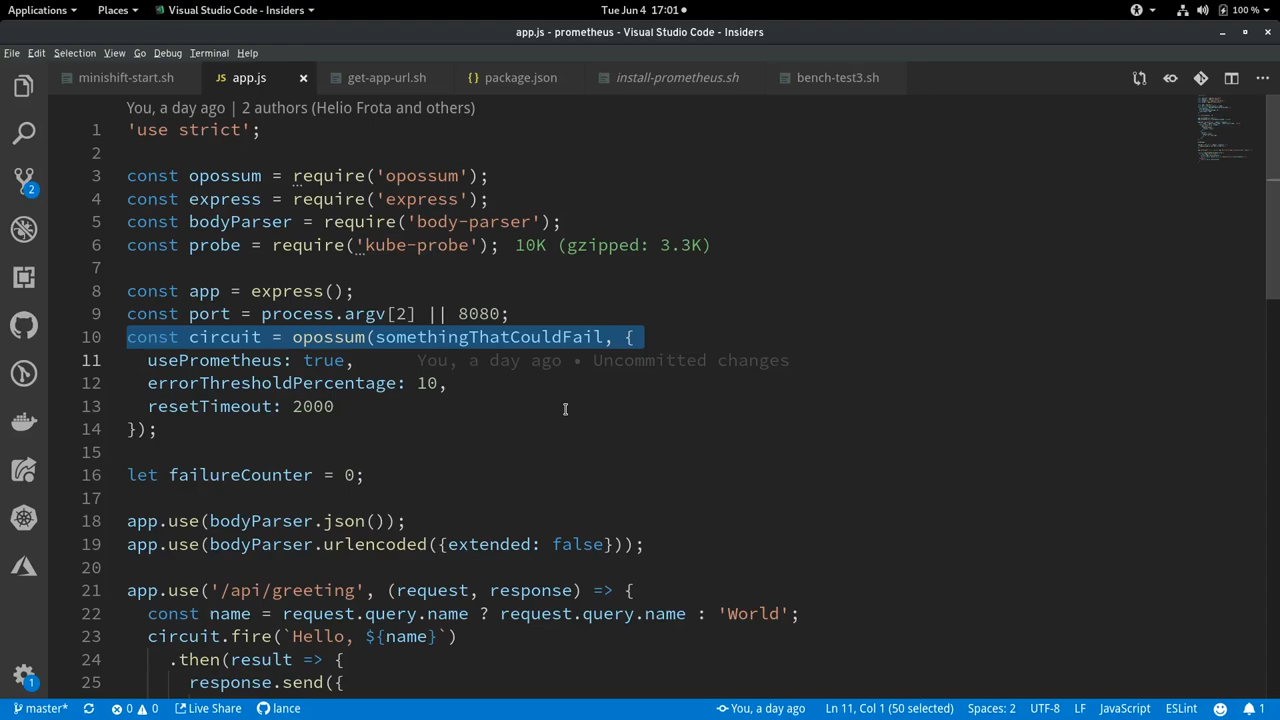 Applications Places Visual Studio Code - Insiders Tue Jun 4 17:01 100 %
app.js - prometheus - Visual Studio Code - Insiders
File Edit Selection View Go Debug Terminal Help
minishift-start.sh app.js get-app-url.sh {} package.json install-prometheus.sh bench-test3.sh
You, a day ago | 2 authors (Helio Frota and others)
1 'use strict';
2
3 const opossum = require('opossum');
4 const express = require('express');
5 const bodyParser = require('body-parser');
6 const probe = require('kube-probe'); 10K (gzipped: 3.3K)
7
8 const app = express();
9 const port = process.argv[2] || 8080;
10 const circuit = opossum(somethingThatCouldFail, {
11 usePrometheus: true, You, a day ago • Uncommitted changes
12 errorThresholdPercentage: 10,
13 resetTimeout: 2000
14 });
15
16 let failureCounter = 0;
17
18 app.use(bodyParser.json());
19 app.use(bodyParser.urlencoded({extended: false}));
20
21 app.use('/api/greeting', (request, response) => {
22 const name = request.query.name ? request.query.name : 'World';
23 circuit.fire(`Hello, ${name}`)
24 .then(result => {
25 response.send({
2
1
master* 0 0 Live Share lance You, a day ago Ln 11, Col 1 (50 selected) Spaces: 2 UTF-8 LF JavaScript ESLint 1